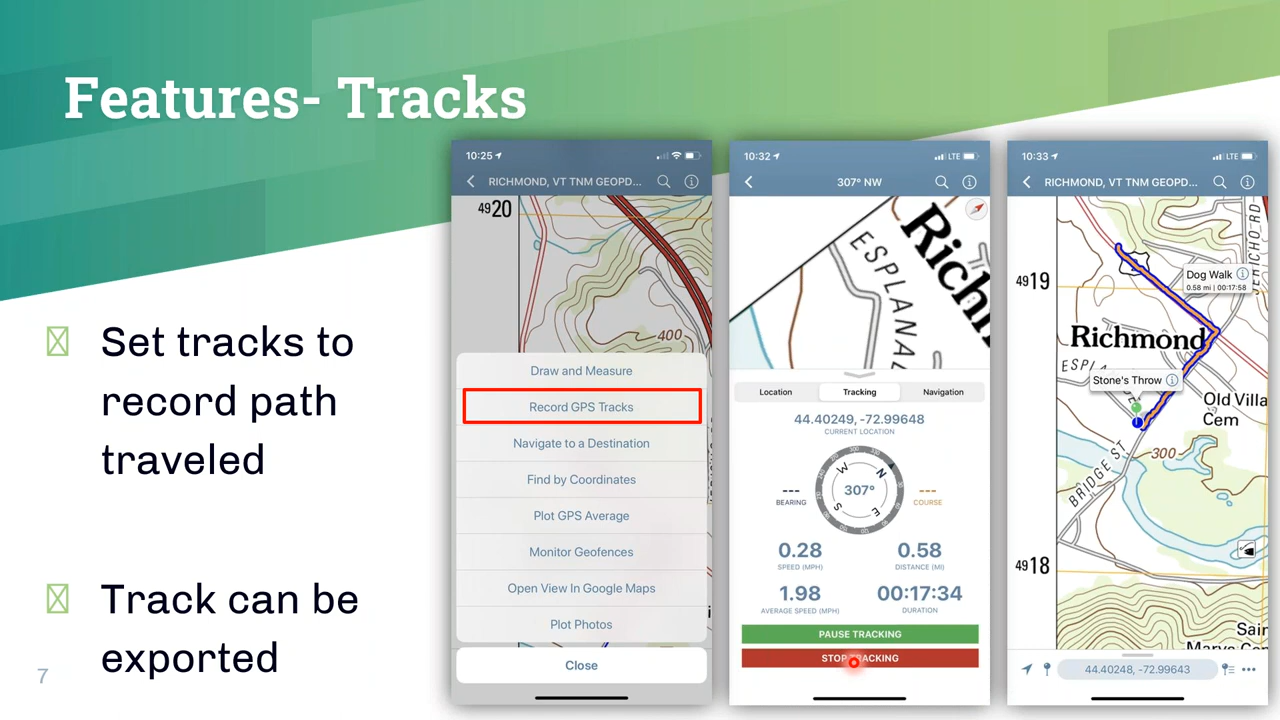 Features- Tracks
Set tracks to
record path
traveled
Track can be
exported
7
10:25
RICHMOND, VT TNM GEOPD...
4920
400
Draw and Measure
Record GPS Tracks
Navigate to a Destination
Find by Coordinates
Plot GPS Average
Monitor Geofences
Open View In Google Maps
Plot Photos
Close
10:32
LTE
307° NW
Richm
ESPLANA
Location
Tracking
Navigation
44.40249, -72.99648
CURRENT LOCATION
W
N
307°
S
E
---
BEARING
---
COURSE
0.28
SPEED (MPH)
0.58
DISTANCE (MI)
1.98
AVERAGE SPEED (MPH)
00:17:34
DURATION
PAUSE TRACKING
STOP TRACKING
10:33
LTE
RICHMOND, VT TNM GEOPD...
JERICHO RD
Dog Walk
0.58 mi | 00:17:58
4919
Richmond
ESPL
Stone's Throw
Old Villa
Cem
300
BRIDGE ST
4918
Sain
Marys Cem
44.40248, -72.99643